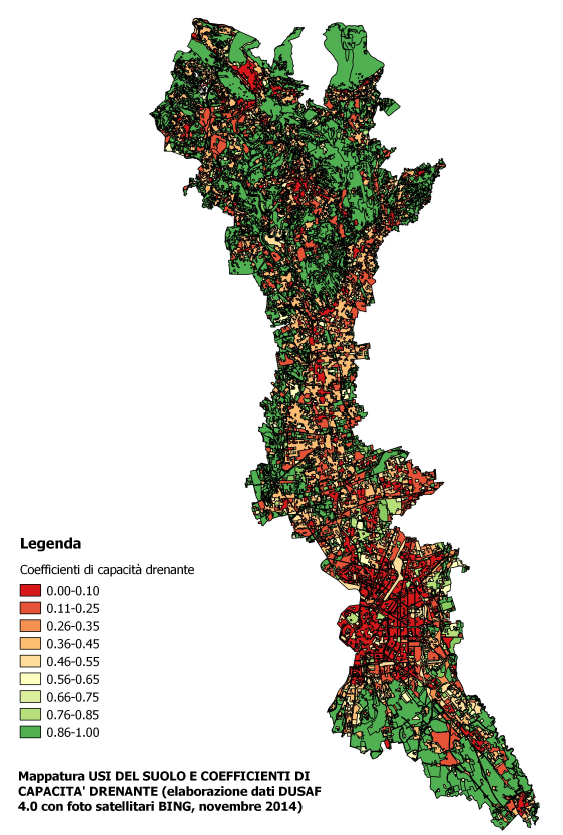 Legenda
Coefficienti di capacità drenante
0.00-0.10
0.11-0.25
0.26-0.35
0.36-0.45
0.46-0.55
0.56-0.65
0.66-0.75
0.76-0.85
0.86-1.00
Mappatura USI DEL SUOLO E COEFFICIENTI DI
CAPACITA' DRENANTE (elaborazione dati DUSAF
4.0 con foto satellitari BING, novembre 2014)